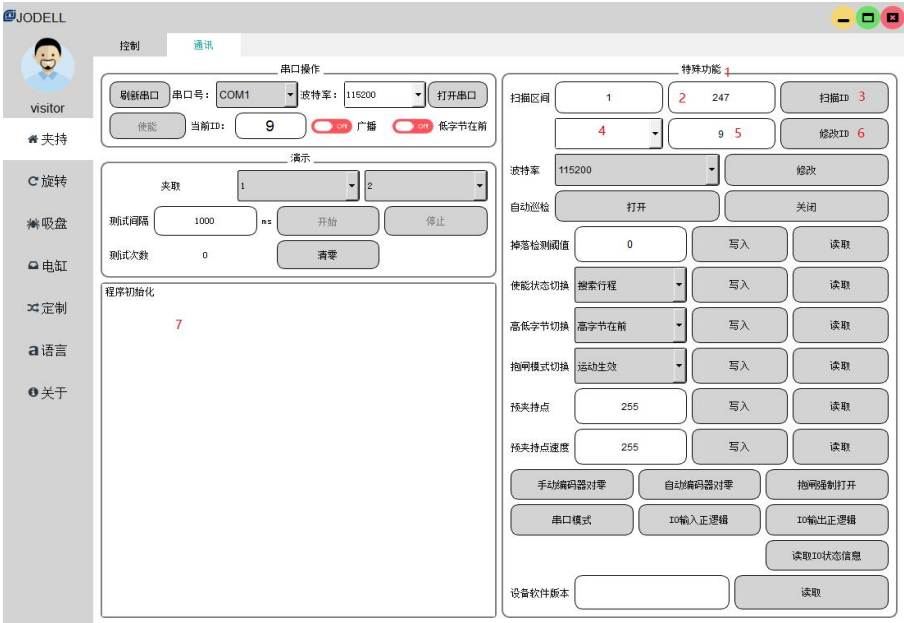 JODELL
visitor
夹持
旋转
吸盘
电缸
定制
a语言
关于
控制 通讯
串口操作
刷新串口 串口号: COM1 波特率: 115200 打开串口
使能 当前ID: 9 Off 广播 Off 低字节在前
演示
夹取 1 2
测试间隔 1000 ms 开始 停止
测试次数 0 清零
程序初始化
7
特殊功能 1
扫描区间 1 2 247 扫描ID 3
4 9 5 修改ID 6
波特率 115200 修改
自动巡检 打开 关闭
掉落检测阈值 0 写入 读取
使能状态切换 搜索行程 写入 读取
高低字节切换 高字节在前 写入 读取
抱闸模式切换 运动生效 写入 读取
预夹持点 255 写入 读取
预夹持点速度 255 写入 读取
手动编码器对零 自动编码器对零 抱闸强制打开
串口模式 IO输入正逻辑 IO输出正逻辑
读取IO状态信息
设备软件版本 读取